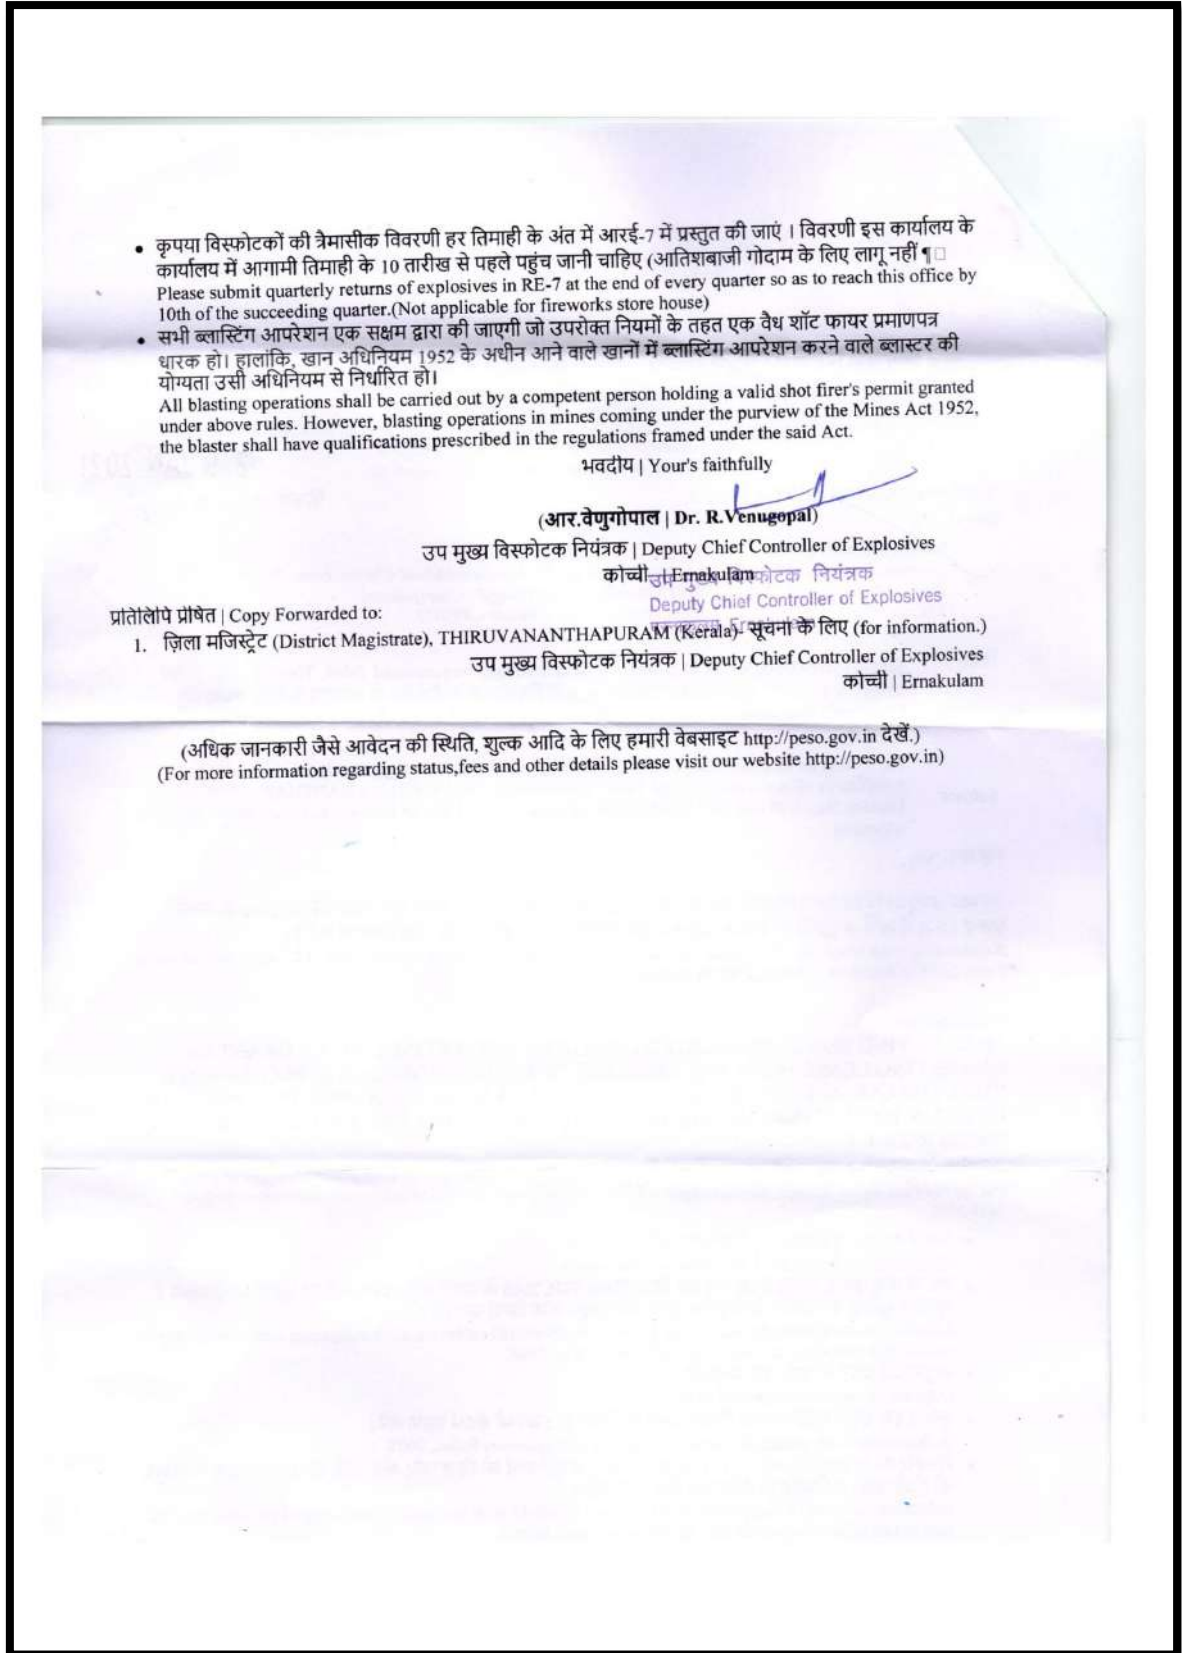 • कृपया विस्फोटकों की त्रैमासीक विवरणी हर तिमाही के अंत में आरई-7 में प्रस्तुत की जाएं । विवरणी इस कार्यालय के
कार्यालय में आगामी तिमाही के 10 तारीख से पहले पहुंच जानी चाहिए (आतिशबाजी गोदाम के लिए लागू नहीं ¶□
Please submit quarterly returns of explosives in RE-7 at the end of every quarter so as to reach this office by
10th of the succeeding quarter.(Not applicable for fireworks store house)
• सभी ब्लास्टिंग आपरेशन एक सक्षम द्वारा की जाएगी जो उपरोक्त नियमों के तहत एक वैध शॉट फायर प्रमाणपत्र
धारक हो। हालांकि, खान अधिनियम 1952 के अधीन आने वाले खानों में ब्लास्टिंग आपरेशन करने वाले ब्लास्टर की
योग्यता उसी अधिनियम से निर्धारित हो।
All blasting operations shall be carried out by a competent person holding a valid shot firer's permit granted
under above rules. However, blasting operations in mines coming under the purview of the Mines Act 1952,
the blaster shall have qualifications prescribed in the regulations framed under the said Act.
भवदीय | Your's faithfully
(आर.वेणुगोपाल | Dr. R.Venugopal)
उप मुख्य विस्फोटक नियंत्रक | Deputy Chief Controller of Explosives
कोच्ची | Ernakulam
उप मुख्य विस्फोटक नियंत्रक
Deputy Chief Controller of Explosives
Ernakulam
प्रतिलिपि प्रेषित | Copy Forwarded to:
1. ज़िला मजिस्ट्रेट (District Magistrate), THIRUVANANTHAPURAM (Kerala)- सूचना के लिए (for information.)
उप मुख्य विस्फोटक नियंत्रक | Deputy Chief Controller of Explosives
कोच्ची | Ernakulam
(अधिक जानकारी जैसे आवेदन की स्थिति, शुल्क आदि के लिए हमारी वेबसाइट http://peso.gov.in देखें.)
(For more information regarding status,fees and other details please visit our website http://peso.gov.in)